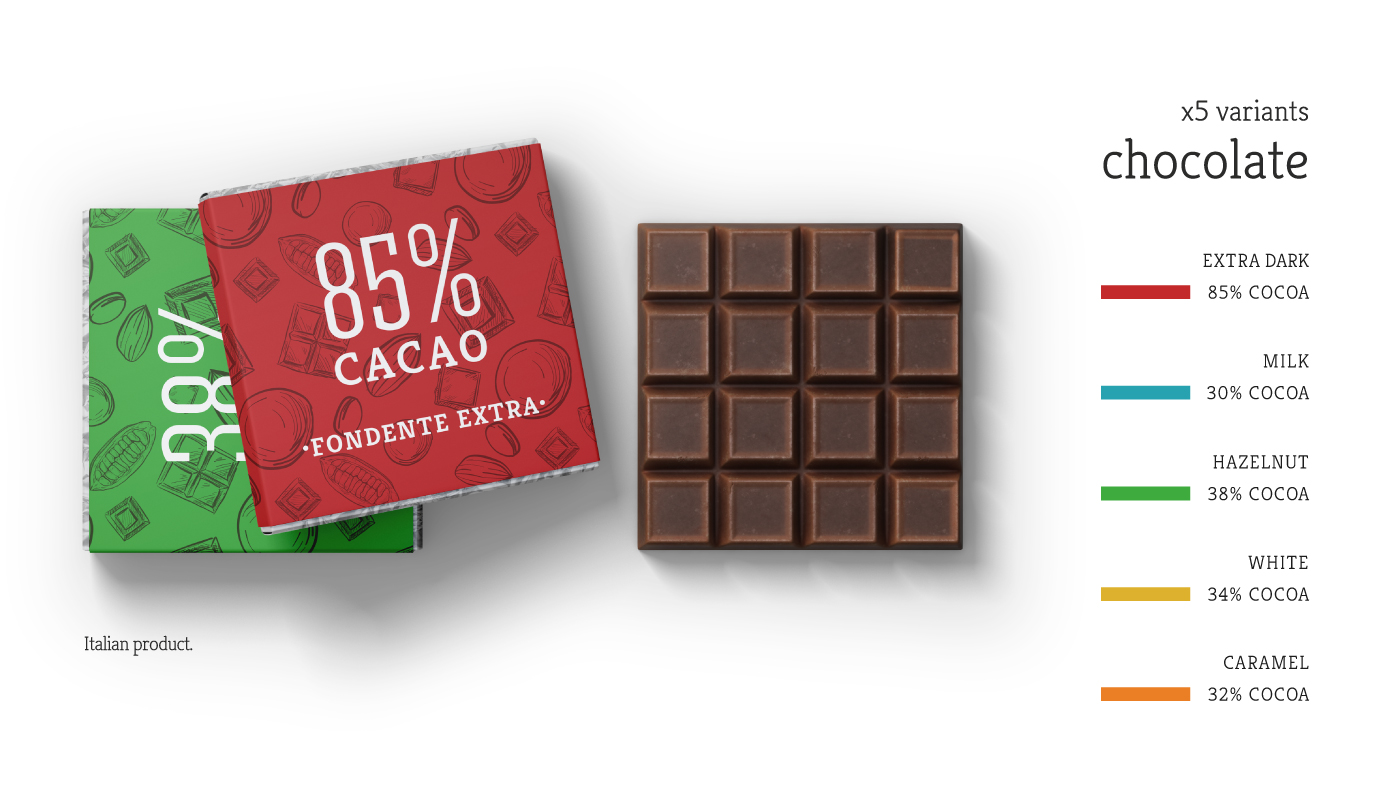 38%
85%
CACAO
·FONDENTE EXTRA·
Italian product.
x5 variants
chocolate
EXTRA DARK
85% COCOA
MILK
30% COCOA
HAZELNUT
38% COCOA
WHITE
34% COCOA
CARAMEL
32% COCOA